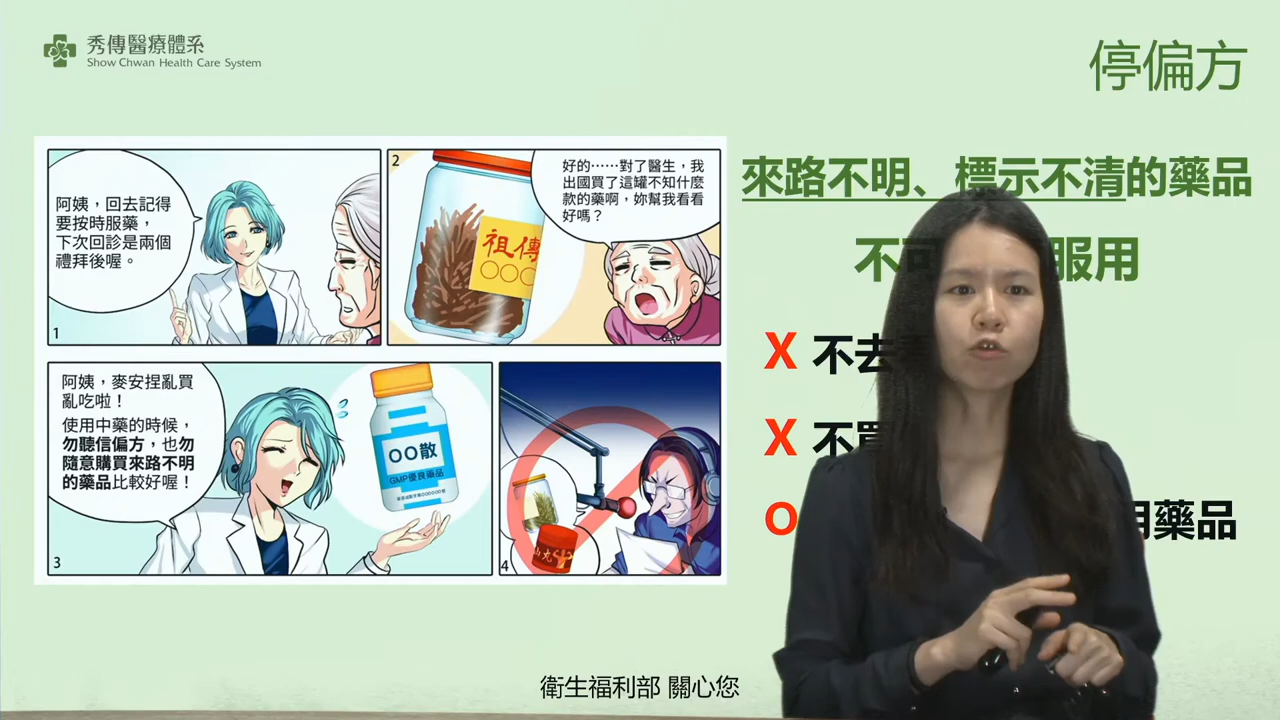 秀傳醫療體系
Show Chwan Health Care System
停偏方
阿姨，回去記得
要按時服藥，
下次回診是兩個
禮拜後喔。
1
2
好的……對了醫生，我
出國買了這罐不知什麼
款的藥啊，妳幫我看看
好嗎？
祖傳
〇〇〇
阿姨，麥安捏亂買
亂吃啦！
使用中藥的時候，
勿聽信偏方，也勿
隨意購買來路不明
的藥品比較好喔！
3
OO散
GMP優良藥品
4
來路不明、標示不清的藥品
不可 服用
X 不去
X 不買
O 用藥品
衛生福利部 關心您